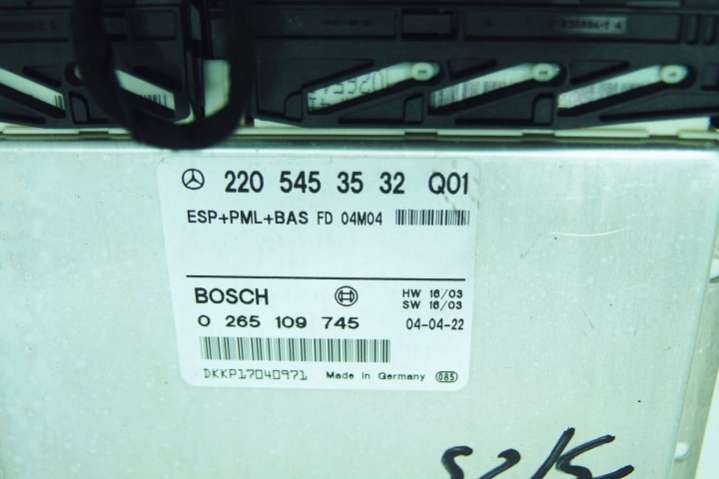 220 545 35 32 Q01
ESP+PML+BAS FD 04M04
BOSCH HW 16/03
SW 16/03
0 265 109 745 04-04-22
DKKP17040971 Made in Germany 085